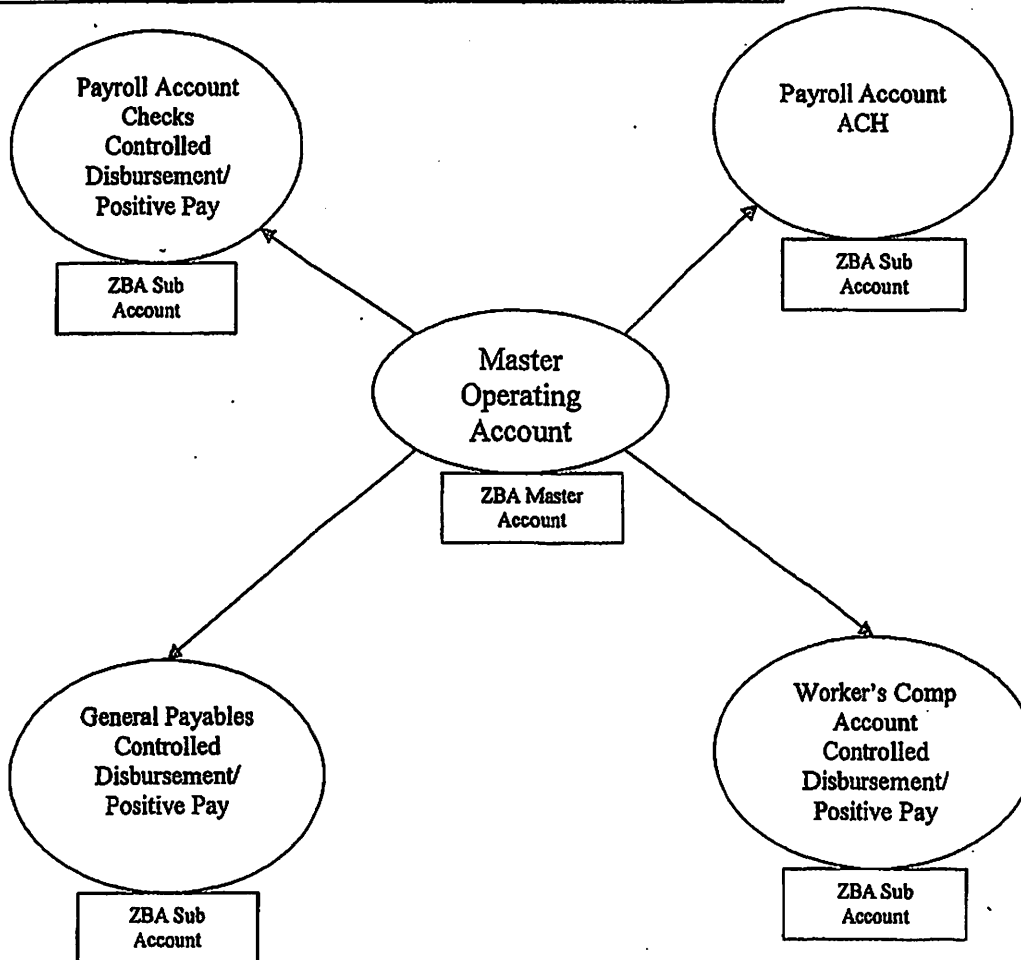 Payroll Account
Checks
Controlled
Disbursement/
Positive Pay
ZBA Sub
Account
Payroll Account
ACH
ZBA Sub
Account
Master
Operating
Account
ZBA Master
Account
General Payables
Controlled
Disbursement/
Positive Pay
ZBA Sub
Account
Worker's Comp
Account
Controlled
Disbursement/
Positive Pay
ZBA Sub
Account